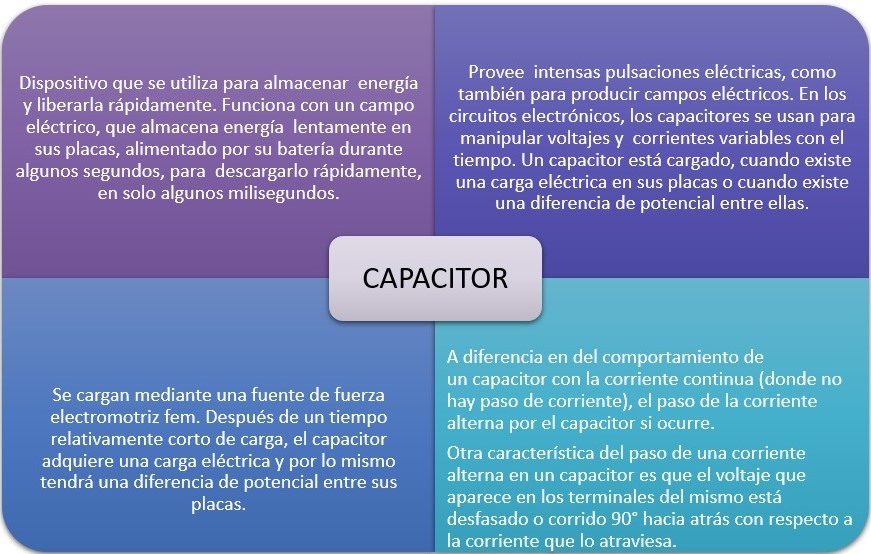 Dispositivo que se utiliza para almacenar energía
y liberarla rápidamente. Funciona con un campo
eléctrico, que almacena energía lentamente en
sus placas, alimentado por su batería durante
algunos segundos, para descargarlo rápidamente,
en solo algunos milisegundos.
Provee intensas pulsaciones eléctricas, como
también para producir campos eléctricos. En los
circuitos electrónicos, los capacitores se usan para
manipular voltajes y corrientes variables con el
tiempo. Un capacitor está cargado, cuando existe
una carga eléctrica en sus placas o cuando existe
una diferencia de potencial entre ellas.
CAPACITOR
Se cargan mediante una fuente de fuerza
electromotriz fem. Después de un tiempo
relativamente corto de carga, el capacitor
adquiere una carga eléctrica y por lo mismo
tendrá una diferencia de potencial entre sus
placas.
A diferencia en del comportamiento de
un capacitor con la corriente continua (donde no
hay paso de corriente), el paso de la corriente
alterna por el capacitor si ocurre.
Otra característica del paso de una corriente
alterna en un capacitor es que el voltaje que
aparece en los terminales del mismo está
desfasado o corrido 90° hacia atrás con respecto a
la corriente que lo atraviesa.